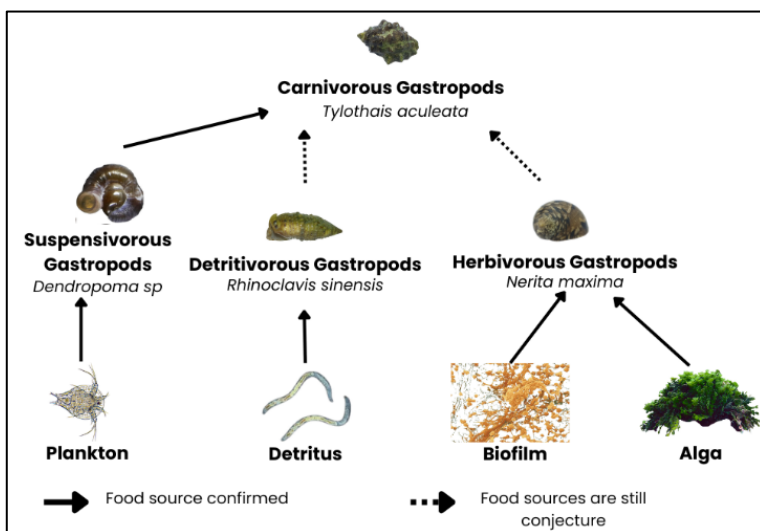 Carnivorous Gastropods
Tylothais aculeata
Suspensivorous
Gastropods
Dendropoma sp
Detritivorous Gastropods
Rhinoclavis sinensis
Herbivorous Gastropods
Nerita maxima
Plankton
Detritus
Biofilm
Alga
Food source confirmed
Food sources are still
conjecture